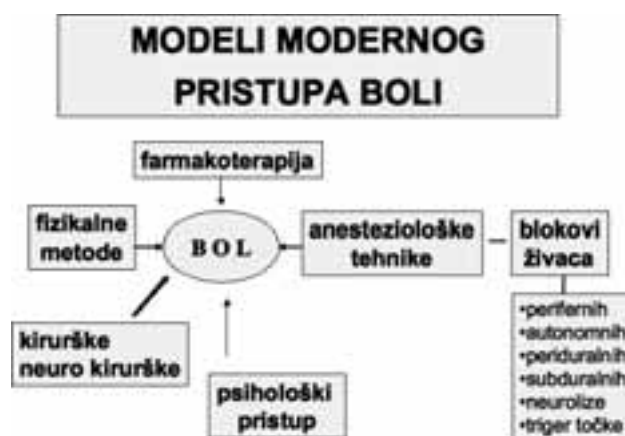 MODELI MODERNOG
PRISTUPA BOLI
farmakoterapija
fizikalne
metode
B O L
anesteziološke
tehnike
blokovi
živaca
kirurške
neuro kirurške
psihološki
pristup
•perifernih
•autonomnih
•periduralnih
•subduralnih
•neurolize
•triger točke